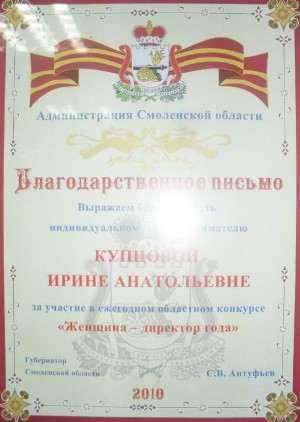 Администрация Смоленской области
Благодарственное письмо
Выражаем
индивидуальному
КУПЦОВОЙ
ИРИНЕ АНАТОЛЬЕВНЕ
за участие в ежегодном областном конкурсе
«Женщина – директор года»
Губернатор
Смоленской области
С.В. Антуфьев
2010